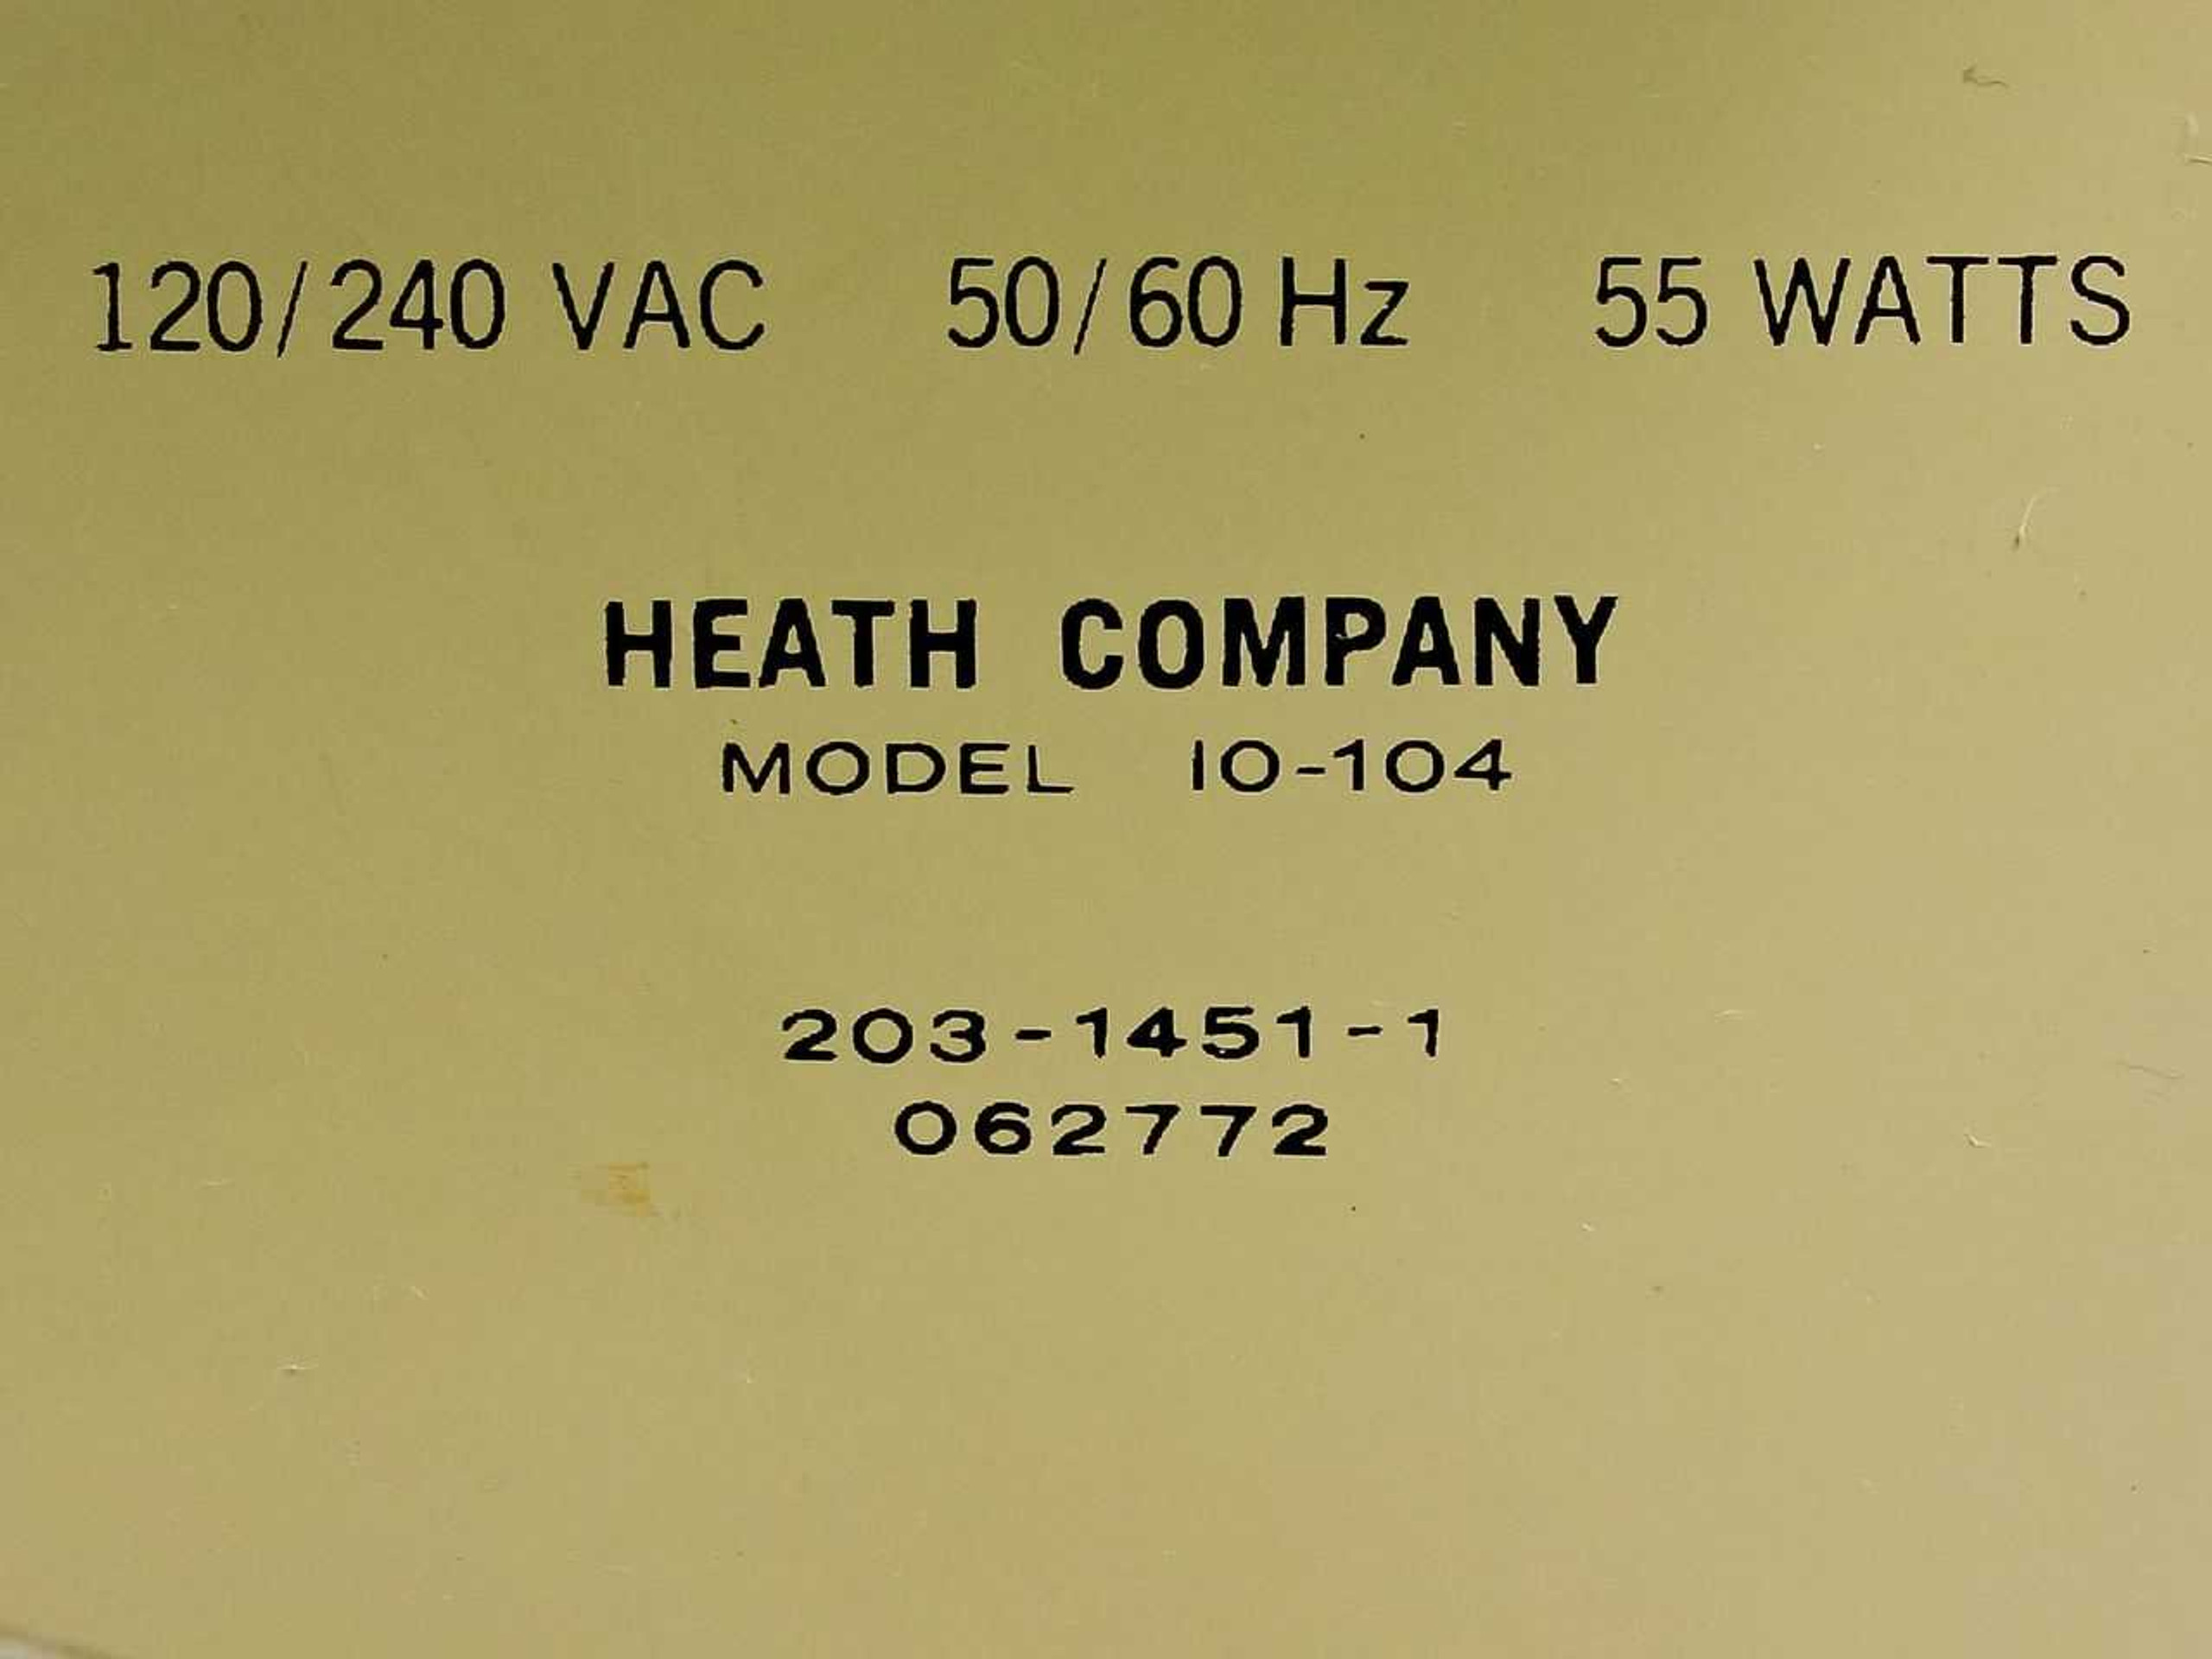 120/240 VAC 50/60 Hz 55 WATTS
HEATH COMPANY
MODEL IO-104
203-1451-1
062772